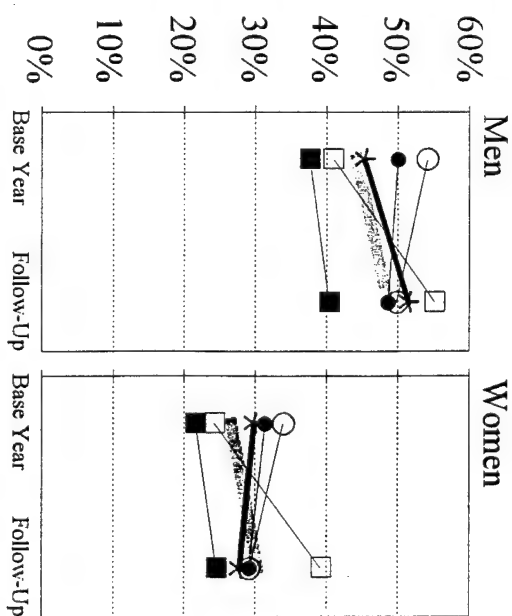 Men
60%
50%
40%
30%
20%
10%
0%
Base Year
Follow-Up
Women
Base Year
Follow-Up